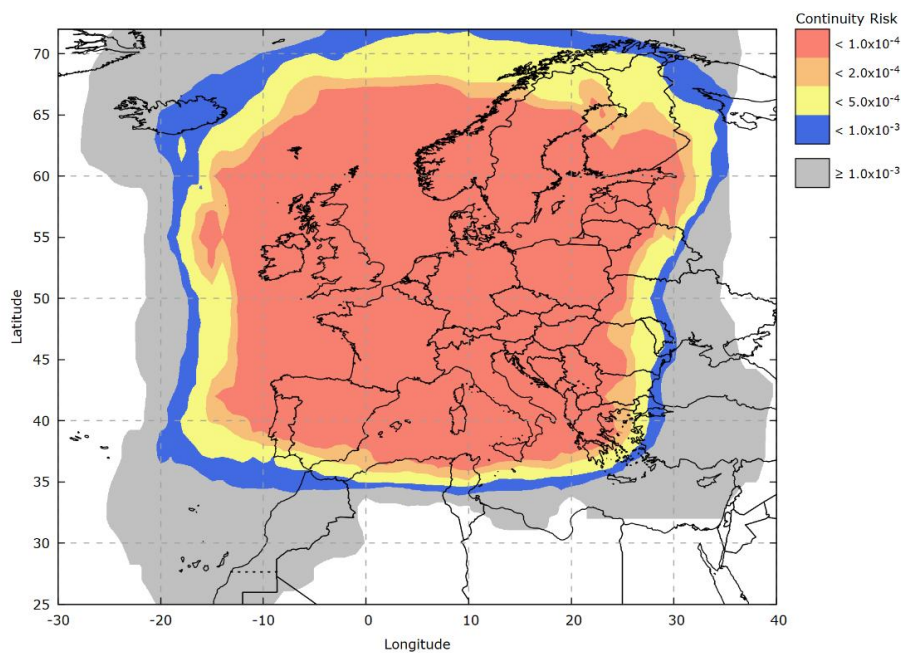 Continuity Risk
< 1.0x10⁻⁴
< 2.0x10⁻⁴
< 5.0x10⁻⁴
< 1.0x10⁻³
≥ 1.0x10⁻³
70
65
60
55
50
45
40
35
30
25
Latitude
-30 -20 -10 0 10 20 30 40
Longitude